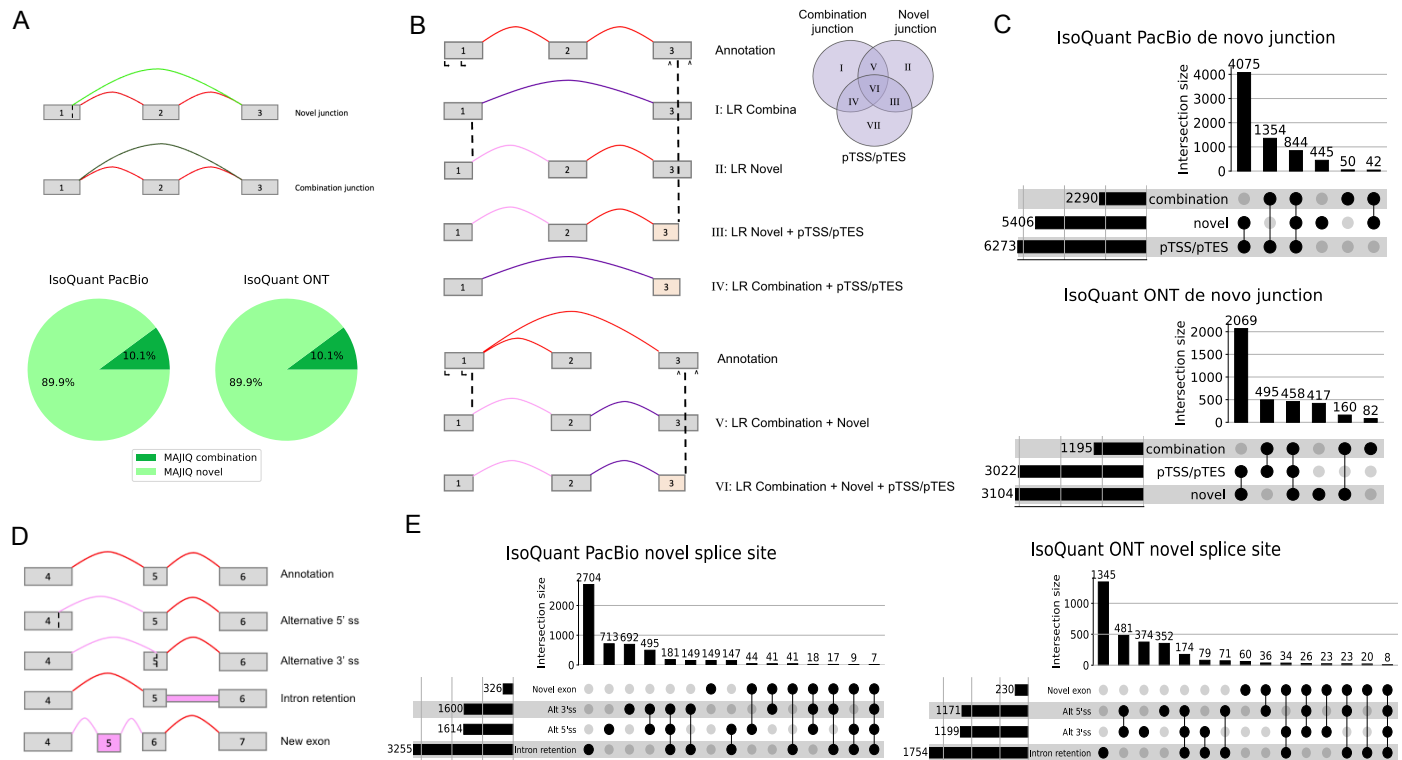 A
1
2
3
Novel junction
1
2
3
Combination junction
IsoQuant PacBio
IsoQuant ONT
10.1%
89.9%
10.1%
89.9%
MAJIQ combination
MAJIQ novel
B
1
2
3
Annotation
1
3
I: LR Combina
1
2
3
II: LR Novel
1
2
3
III: LR Novel + pTSS/pTES
1
3
IV: LR Combination + pTSS/pTES
1
2
3
Annotation
1
2
3
V: LR Combination + Novel
1
2
3
VI: LR Combination + Novel + pTSS/pTES
Combination
junction
Novel
junction
I
V
II
VI
IV
III
VII
pTSS/pTES
C
IsoQuant PacBio de novo junction
Intersection size
4000
3000
2000
1000
0
4075
1354
844
445
50
42
2290
combination
5406
novel
6273
pTSS/pTES
IsoQuant ONT de novo junction
Intersection size
2000
1500
1000
500
0
2069
495
458
417
160
82
1195
combination
3022
pTSS/pTES
3104
novel
D
4
5
6
Annotation
4
5
6
Alternative 5' ss
4
5
6
Alternative 3' ss
4
5
6
Intron retention
4
5
6
7
New exon
E
IsoQuant PacBio novel splice site
Intersection size
2000
1000
0
2704
713
692
495
181
149
149
147
44
41
41
18
17
9
7
326
Novel exon
1600
Alt 3'ss
1614
Alt 5'ss
3255
Intron retention
IsoQuant ONT novel splice site
Intersection size
1000
500
0
1345
481
374
352
174
79
71
60
36
34
26
23
23
20
8
230
Novel exon
1171
Alt 5'ss
1199
Alt 3'ss
1754
Intron retention